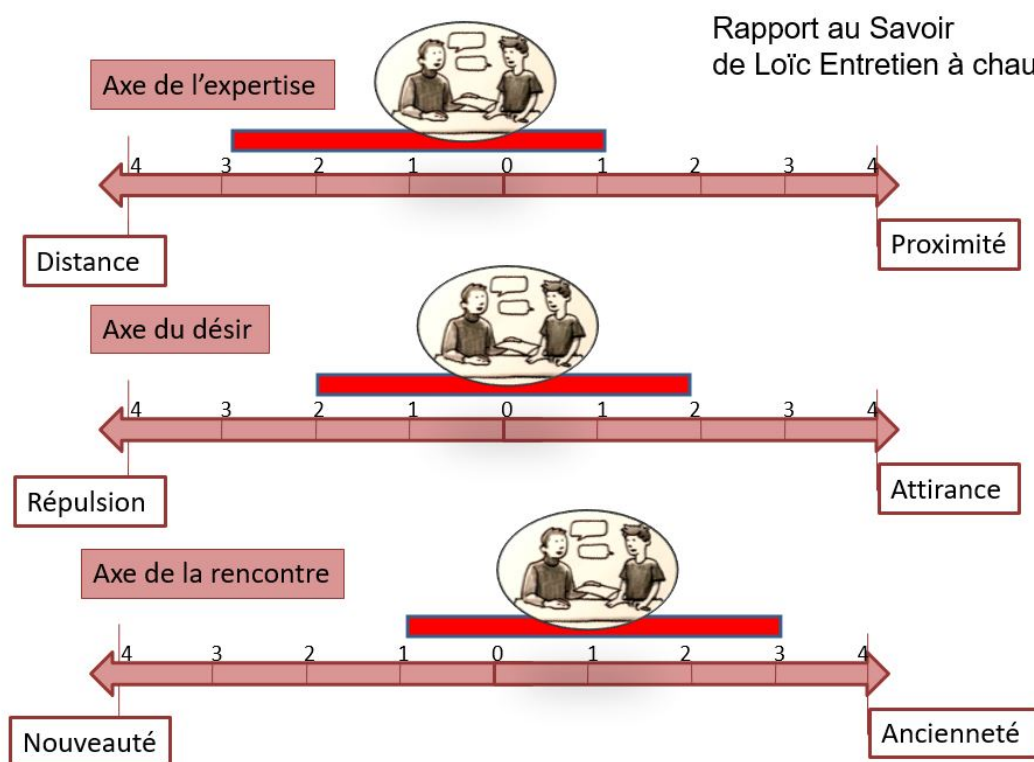 Rapport au Savoir
de Loïc Entretien à chau
Axe de l'expertise
4 3 2 1 0 1 2 3 4
Distance
Proximité
Axe du désir
4 3 2 1 0 1 2 3 4
Répulsion
Attirance
Axe de la rencontre
4 3 2 1 0 1 2 3 4
Nouveauté
Ancienneté